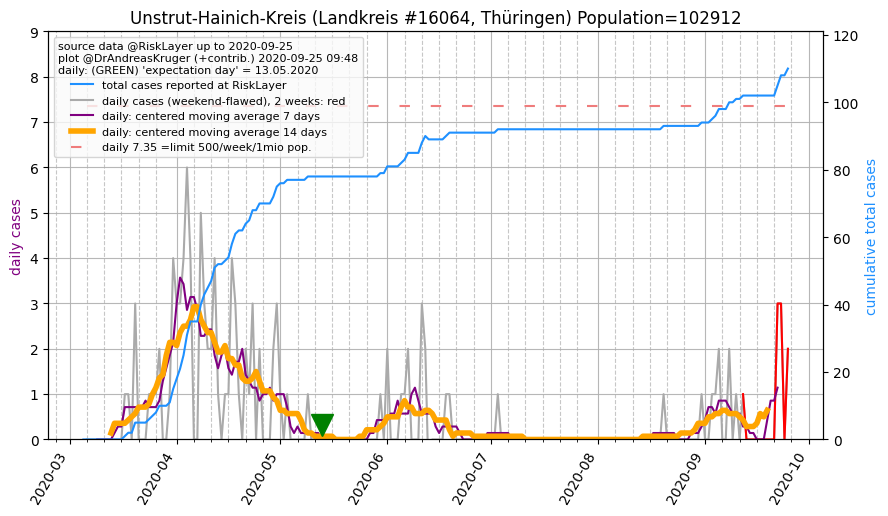 Unstrut-Hainich-Kreis (Landkreis #16064, Thüringen) Population=102912
source data @RiskLayer up to 2020-09-25
plot @DrAndreasKruger (+contrib.) 2020-09-25 09:48
daily: (GREEN) 'expectation day' = 13.05.2020
total cases reported at RiskLayer
daily cases (weekend-flawed), 2 weeks: red
daily: centered moving average 7 days
daily: centered moving average 14 days
daily 7.35 =limit 500/week/1mio pop.
daily cases
9
8
7
6
5
4
3
2
1
0
cumulative total cases
120
100
80
60
40
20
0
2020-03
2020-04
2020-05
2020-06
2020-07
2020-08
2020-09
2020-10